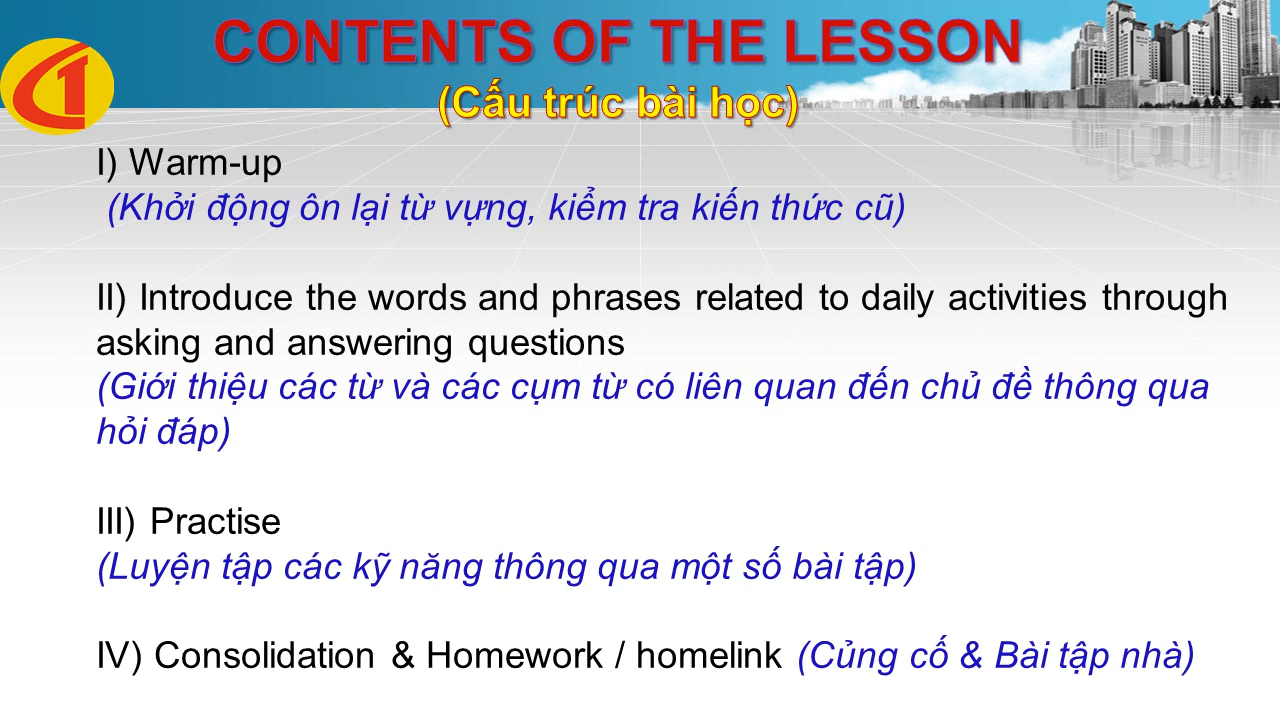 CONTENTS OF THE LESSON
(Cấu trúc bài học)
I) Warm-up
(Khởi động ôn lại từ vựng, kiểm tra kiến thức cũ)
II) Introduce the words and phrases related to daily activities through
asking and answering questions
(Giới thiệu các từ và các cụm từ có liên quan đến chủ đề thông qua
hỏi đáp)
III) Practise
(Luyện tập các kỹ năng thông qua một số bài tập)
IV) Consolidation & Homework / homelink (Củng cố & Bài tập nhà)